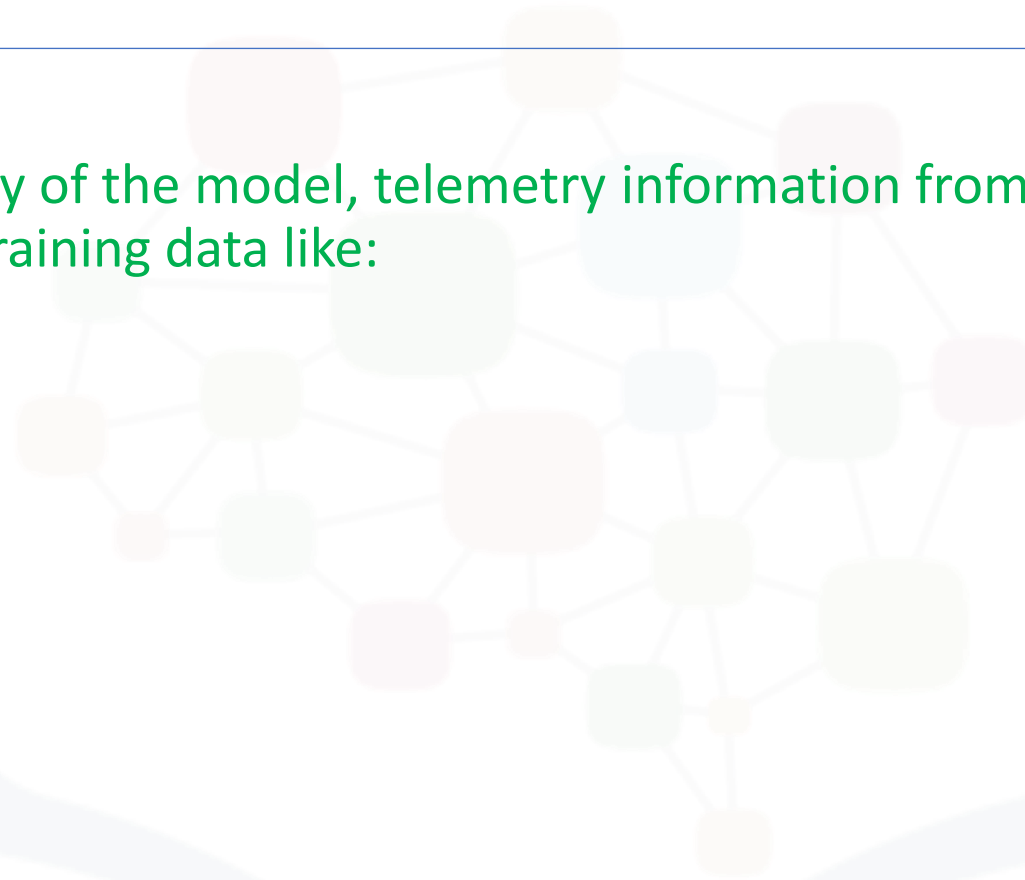 y of the model, telemetry information from
raining data like: